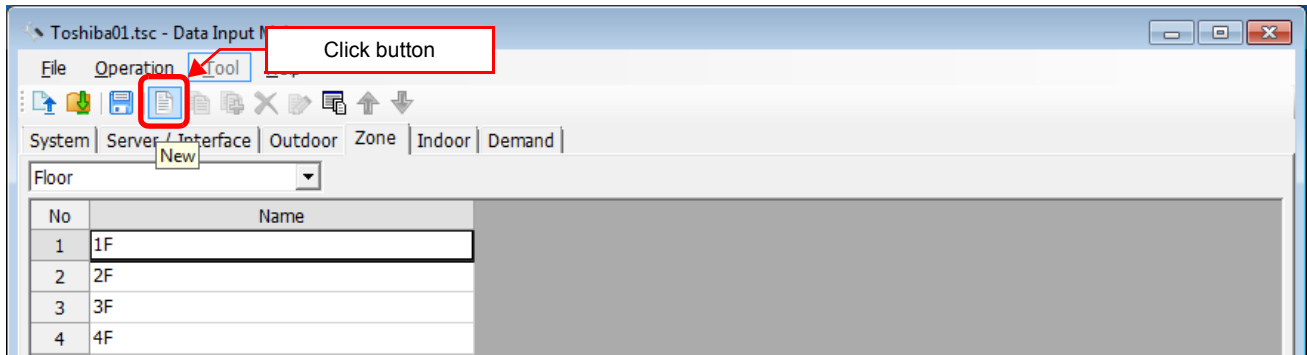 Toshiba01.tsc - Data Input
Click button
File Operation Tool
System Server / Interface Outdoor Zone Indoor Demand
New
Floor
No Name
1 1F
2 2F
3 3F
4 4F